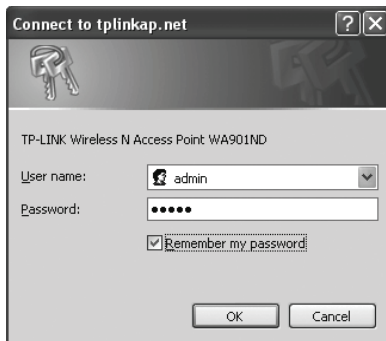 Connect to tplinkap.net
TP-LINK Wireless N Access Point WA901ND
User name:
admin
Password:
•••••
Remember my password
OK
Cancel